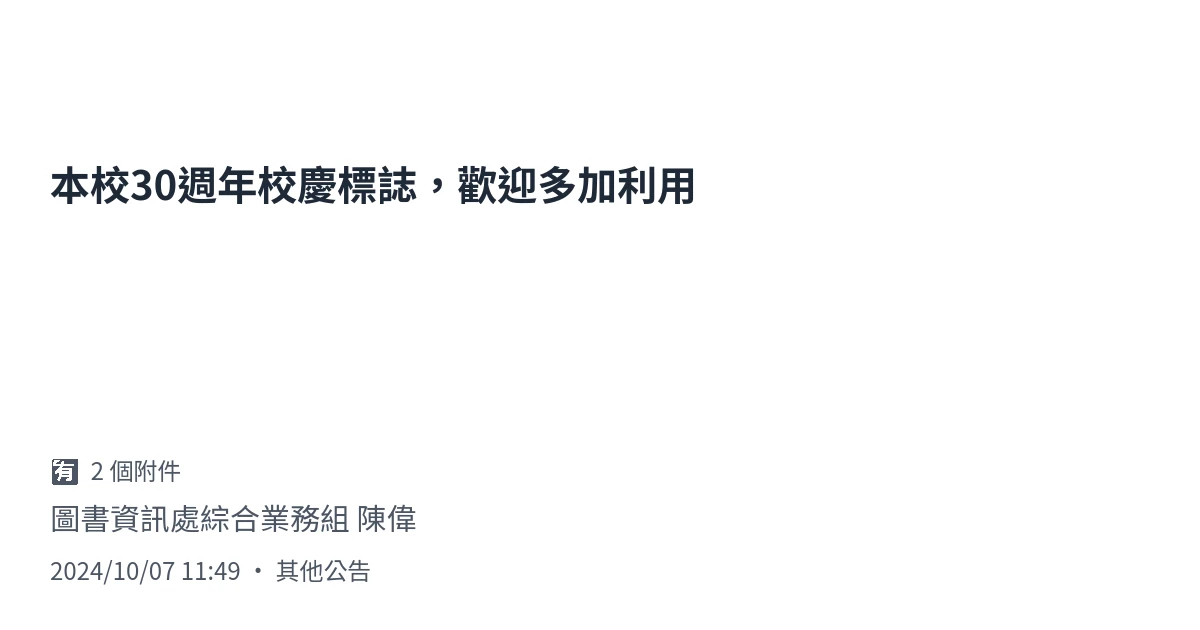 本校30週年校慶標誌，歡迎多加利用
🈶 2 個附件
圖書資訊處綜合業務組 陳偉
2024/10/07 11:49 ・ 其他公告